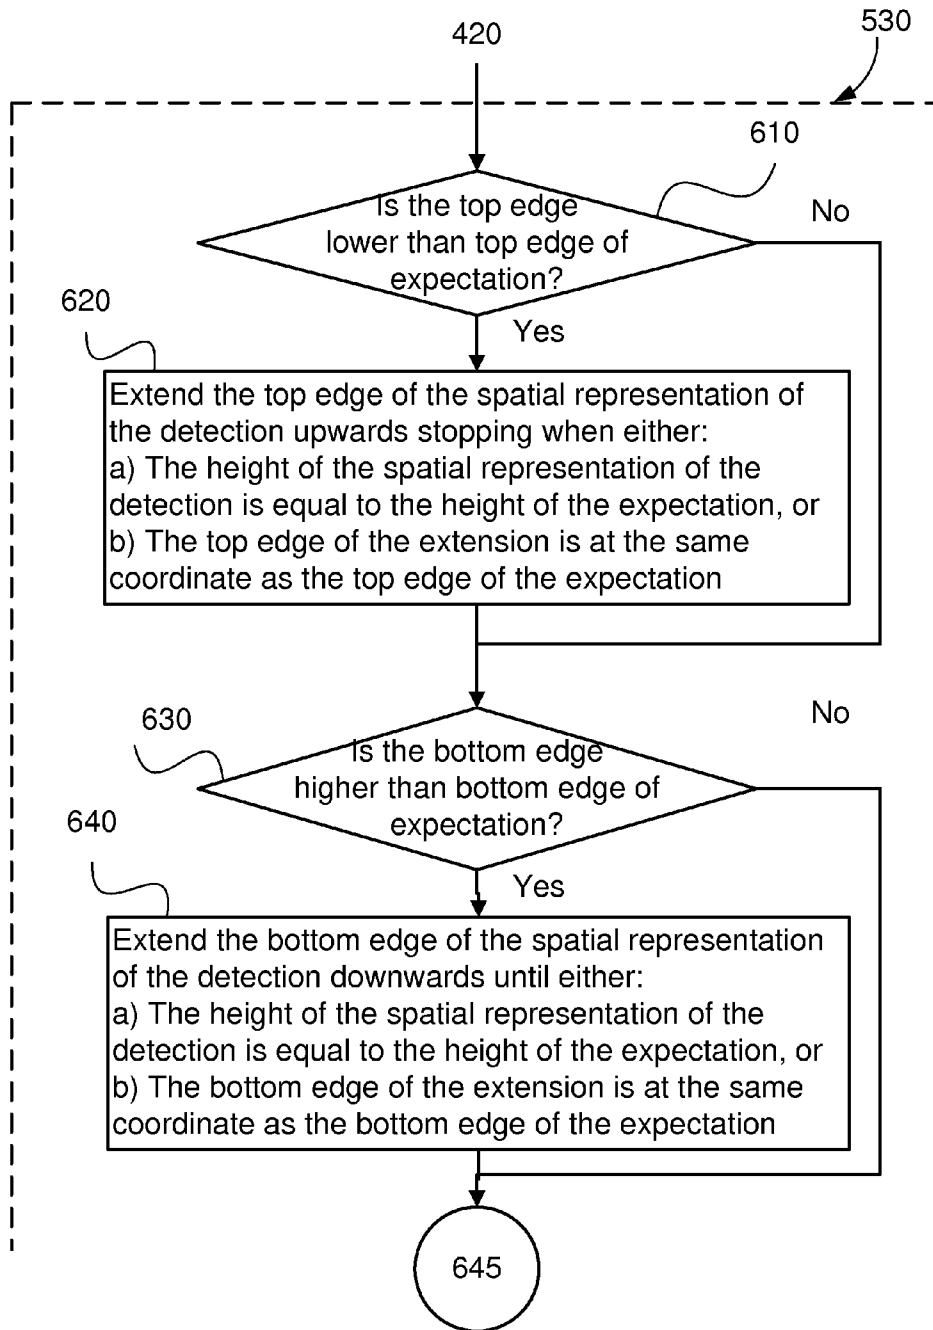 420
530
610
Is the top edge
lower than top edge of
expectation?
No
620
Yes
Extend the top edge of the spatial representation of
the detection upwards stopping when either:
a) The height of the spatial representation of the
detection is equal to the height of the expectation, or
b) The top edge of the extension is at the same
coordinate as the top edge of the expectation
630
No
Is the bottom edge
higher than bottom edge of
expectation?
640
Yes
Extend the bottom edge of the spatial representation
of the detection downwards until either:
a) The height of the spatial representation of the
detection is equal to the height of the expectation, or
b) The bottom edge of the extension is at the same
coordinate as the bottom edge of the expectation
645